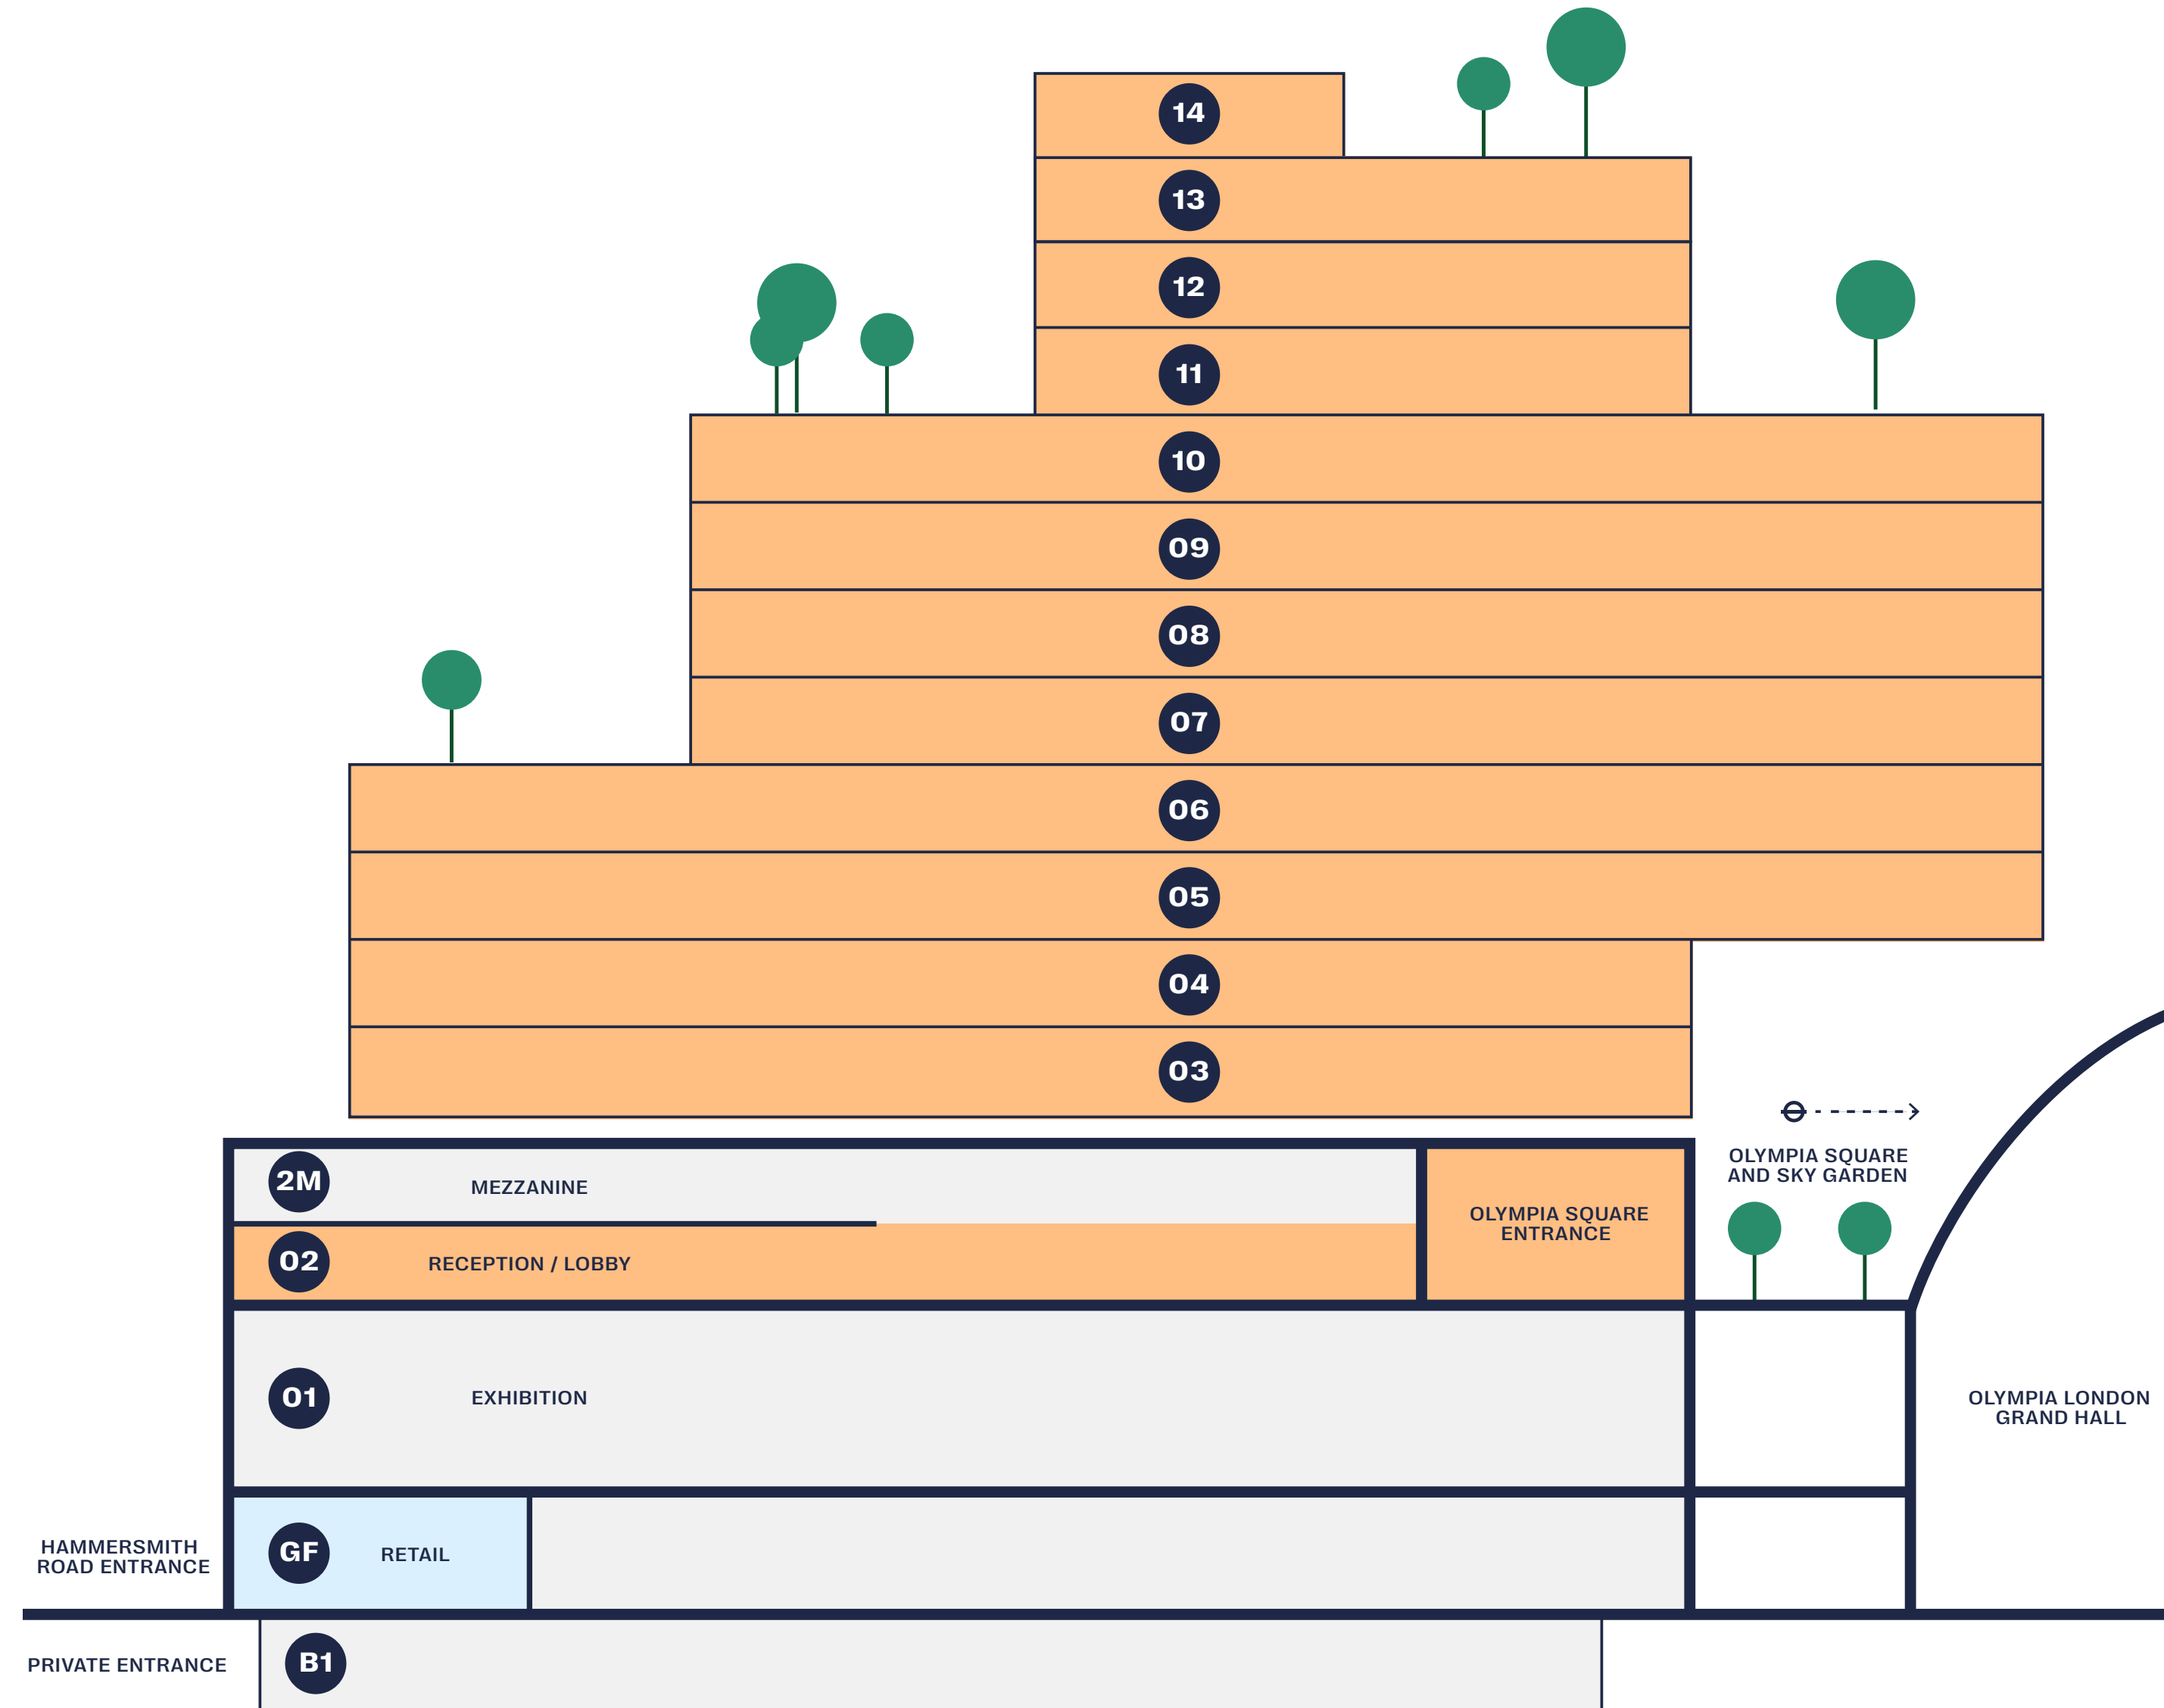 14
13
12
11
10
09
08
07
06
05
04
03
OLYMPIA SQUARE
AND SKY GARDEN
2M
MEZZANINE
OLYMPIA SQUARE
ENTRANCE
02
RECEPTION / LOBBY
01
EXHIBITION
OLYMPIA LONDON
GRAND HALL
HAMMERSMITH
ROAD ENTRANCE
GF
RETAIL
PRIVATE ENTRANCE
B1